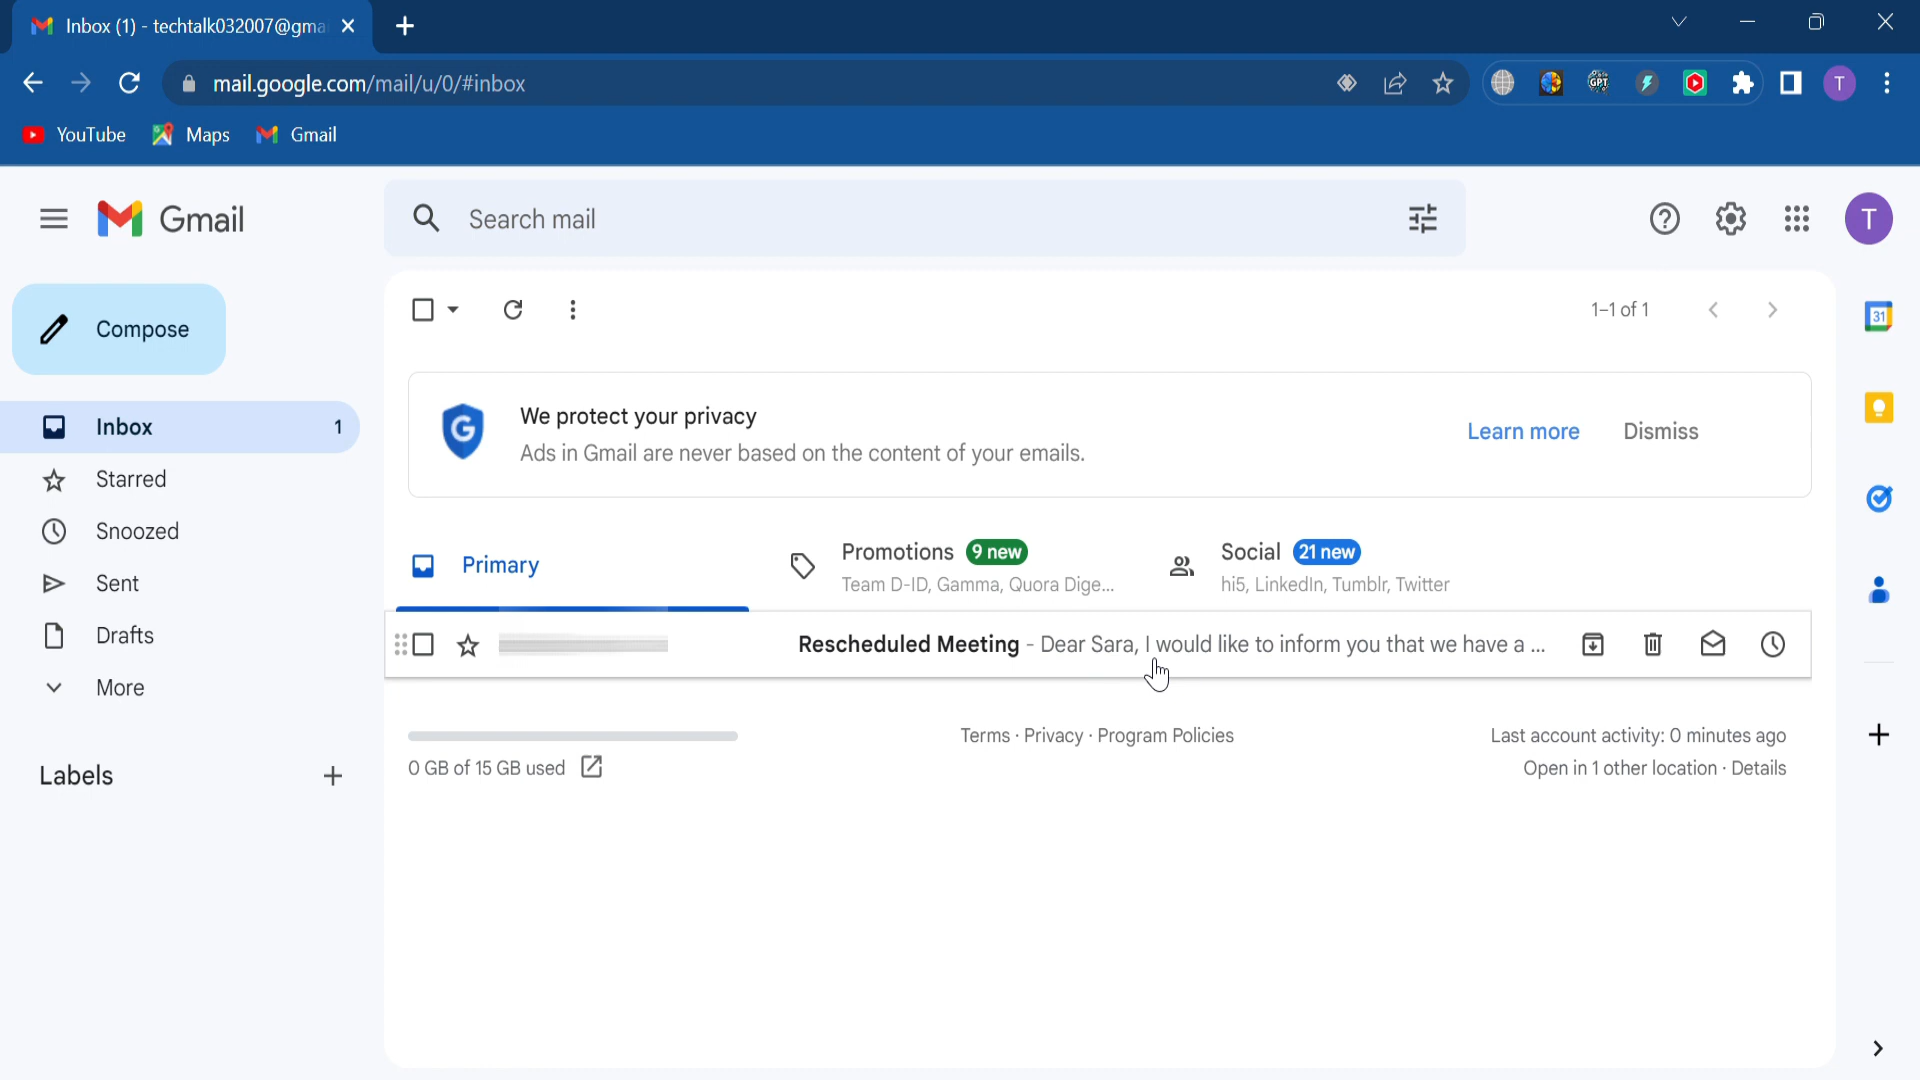 Inbox (1) - techtalk032007@gma
mail.google.com/mail/u/0/#inbox
GPT
T
YouTube
Maps
Gmail
Gmail
Search mail
T
Compose
1–1 of 1
31
G
We protect your privacy
Ads in Gmail are never based on the content of your emails.
Learn more
Dismiss
Inbox
1
Starred
Snoozed
Sent
Drafts
More
Labels
Primary
Promotions
9 new
Team D-ID, Gamma, Quora Dige...
Social
21 new
hi5, LinkedIn, Tumblr, Twitter
Rescheduled Meeting - Dear Sara, I would like to inform you that we have a ...
0 GB of 15 GB used
Terms · Privacy · Program Policies
Last account activity: 0 minutes ago
Open in 1 other location · Details